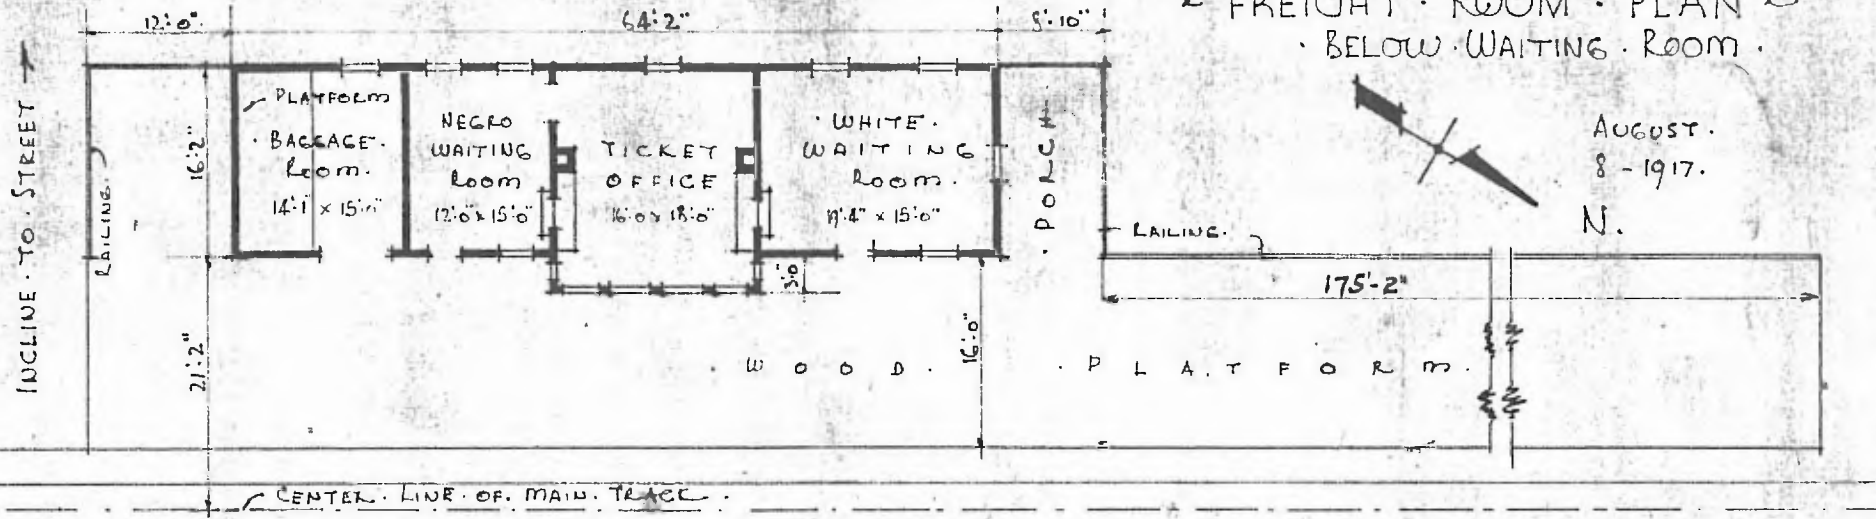 12'-0"
64'-2"
9'-10"
FREIGHT · ROOM · PLAN
· BELOW · WAITING · ROOM ·
AUGUST.
8 - 1917.
N.
INCLINE · TO · STREET
RAILING.
16'-2"
PLATFORM
· BAGGAGE ·
ROOM.
14'-1" x 15'-0"
NEGRO
WAITING
ROOM
12'-0" x 15'-0"
TICKET
OFFICE
16'-0 x 18'-0"
· WHITE ·
WAITING
ROOM.
19'-4" x 15'-0"
· PORCH ·
RAILING.
175'-2"
3'-0
21'-2"
16'-0"
· WOOD · · PLATFORM ·
CENTER · LINE · OF · MAIN · TRACK ·